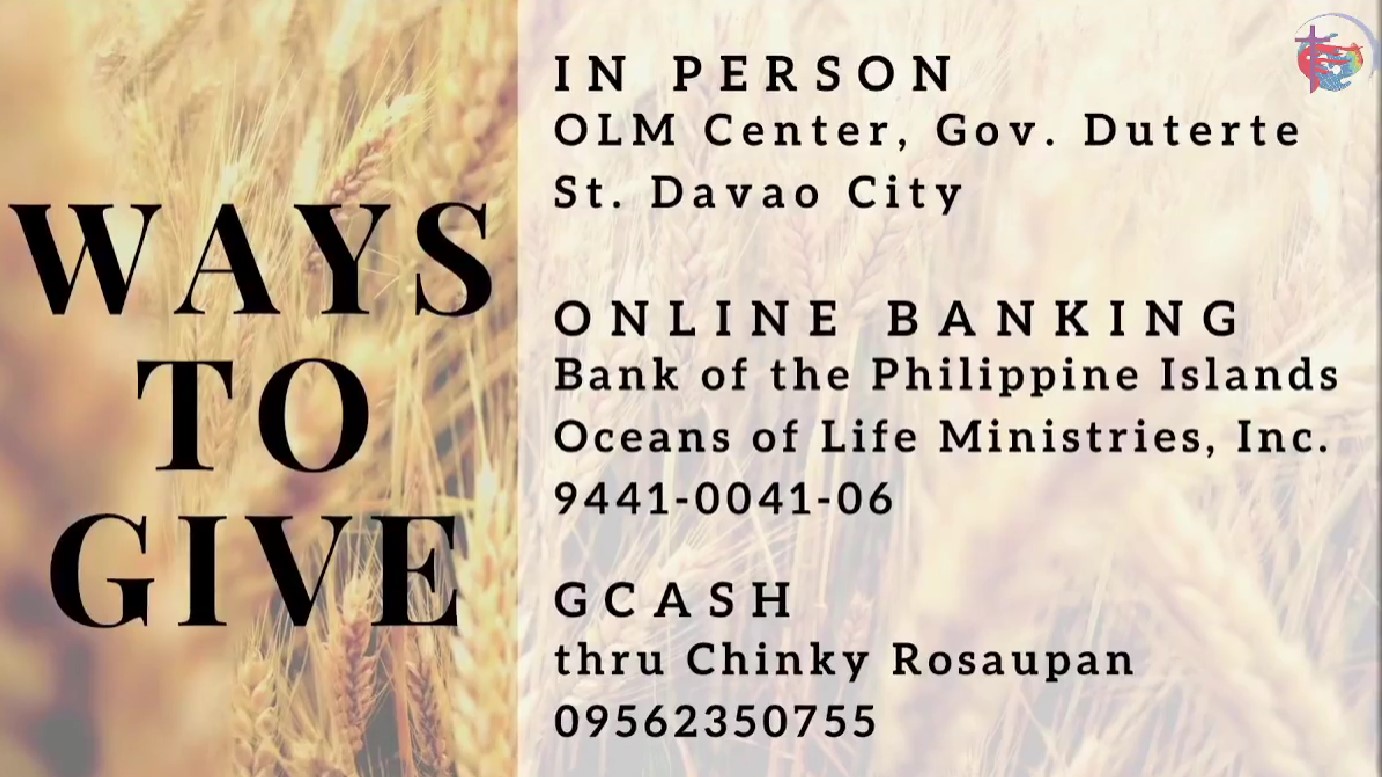 WAYS
TO
GIVE
IN PERSON
OLM Center, Gov. Duterte
St. Davao City
ONLINE BANKING
Bank of the Philippine Islands
Oceans of Life Ministries, Inc.
9441-0041-06
GCASH
thru Chinky Rosaupan
09562350755